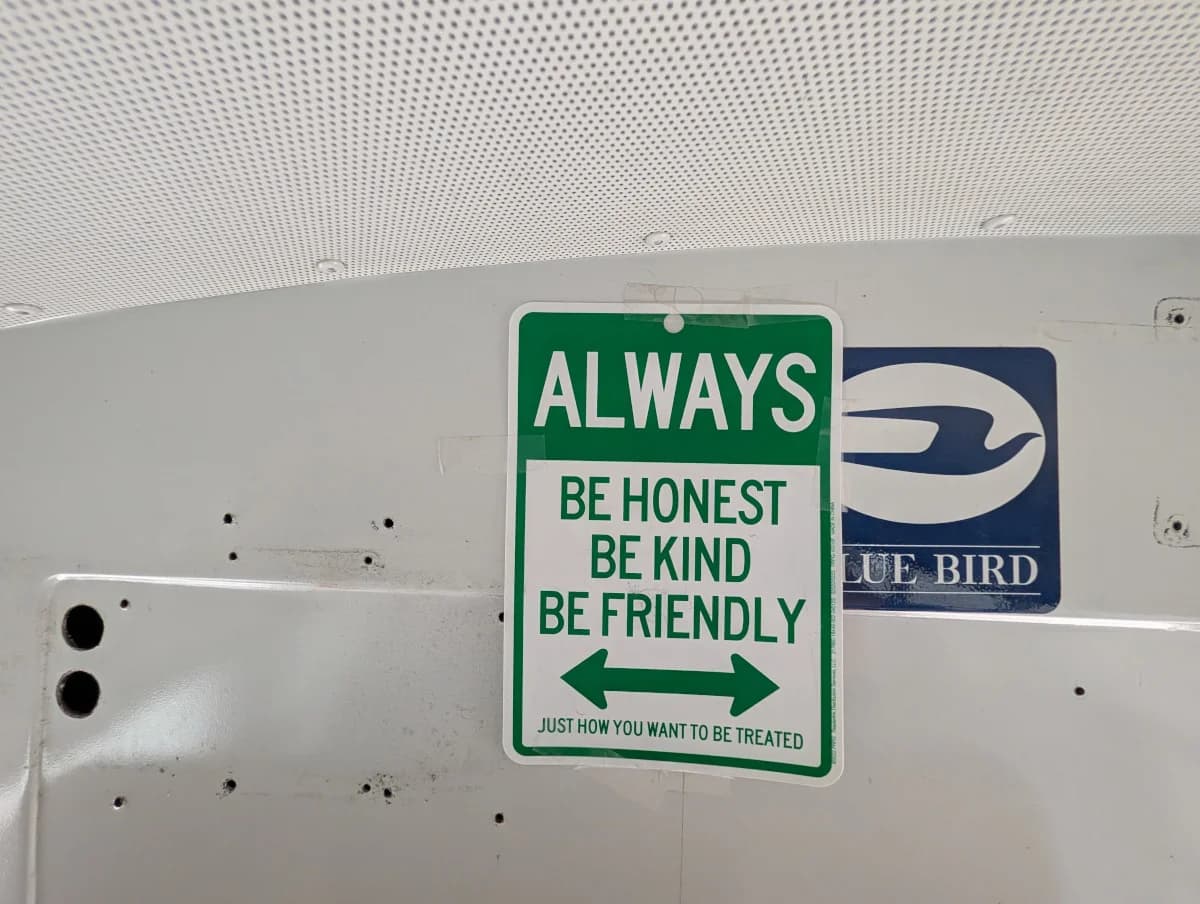 ALWAYS
BE HONEST
BE KIND
BE FRIENDLY
JUST HOW YOU WANT TO BE TREATED
LUE BIRD